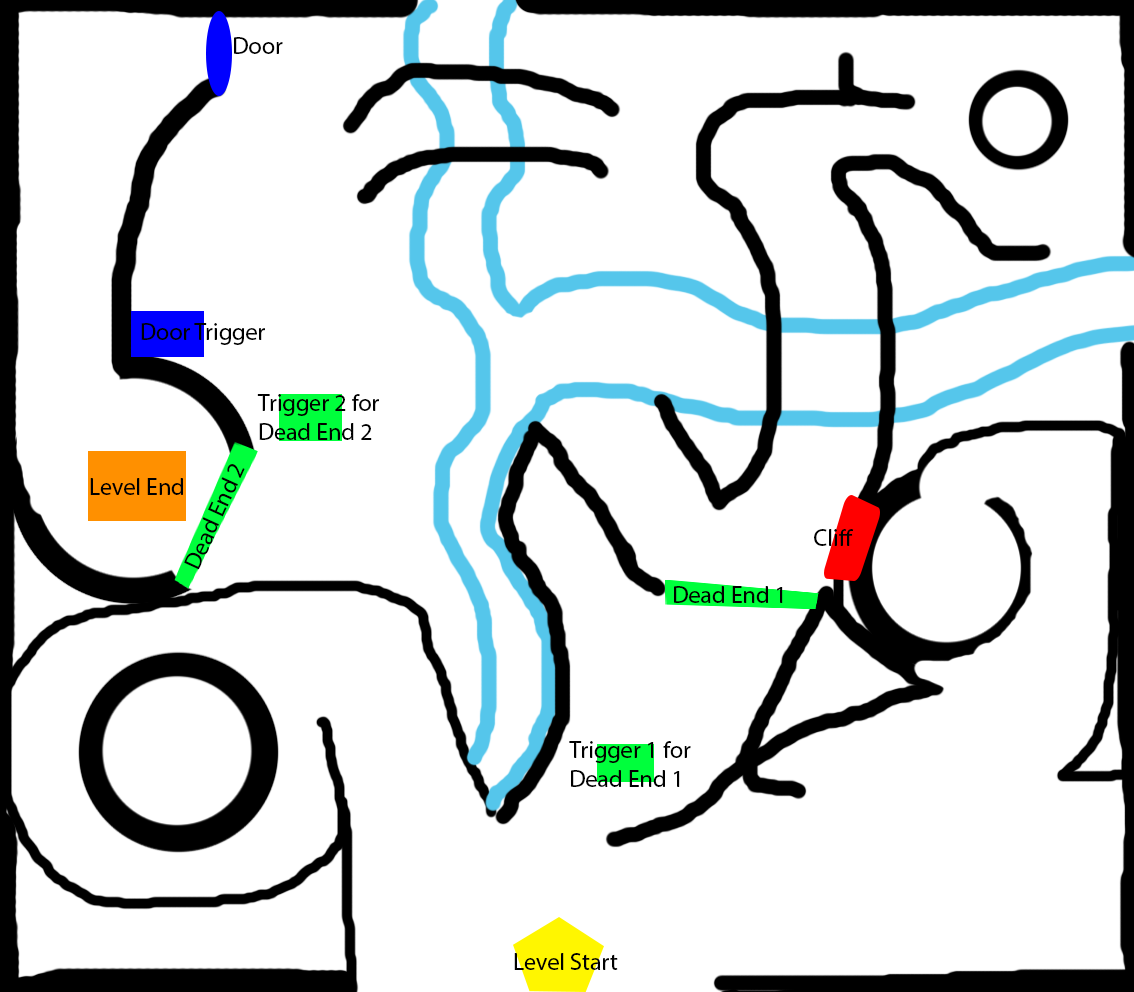 Door
Door Trigger
Trigger 2 for
Dead End 2
Level End
Dead End 2
Cliff
Dead End 1
Trigger 1 for
Dead End 1
Level Start